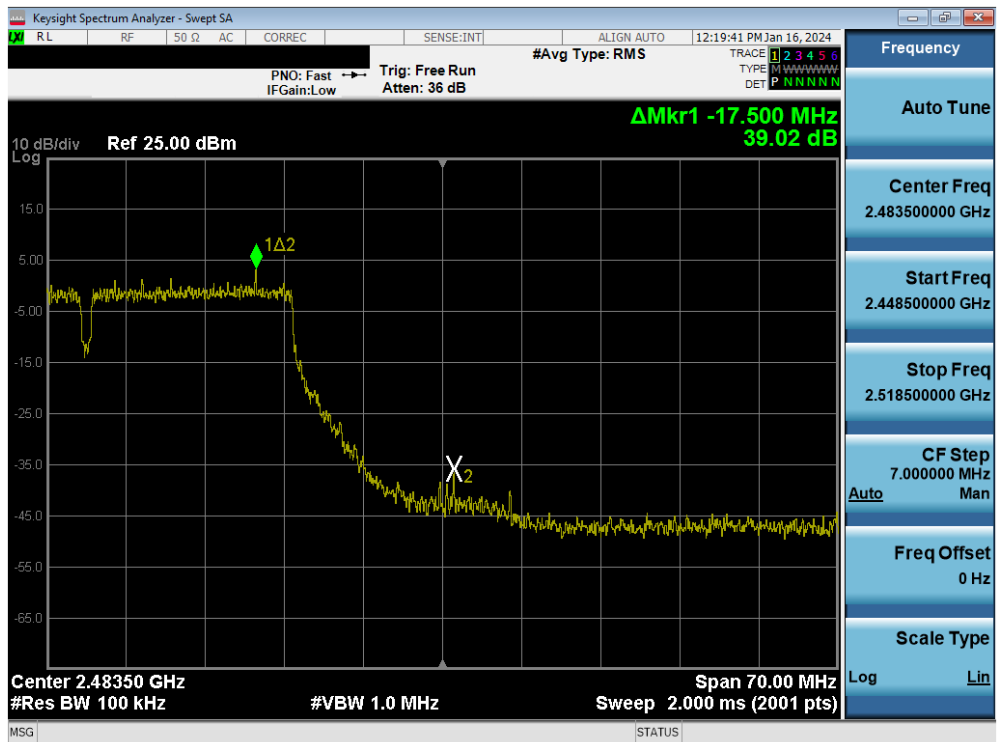 Keysight Spectrum Analyzer - Swept SA
LXI RL RF 50 Ω AC CORREC SENSE:INT ALIGN AUTO 12:19:41 PM Jan 16, 2024
#Avg Type: RMS
TRACE 1 2 3 4 5 6
TYPE M W W W W W
DET P N N N N N
PNO: Fast Trig: Free Run
IFGain:Low Atten: 36 dB
Frequency
Auto Tune
ΔMkr1 -17.500 MHz
39.02 dB
10 dB/div Ref 25.00 dBm
Log
15.0
5.00
-5.00
-15.0
-25.0
-35.0
-45.0
-55.0
-65.0
1Δ2
X2
Center Freq
2.483500000 GHz
Start Freq
2.448500000 GHz
Stop Freq
2.518500000 GHz
CF Step
7.000000 MHz
Auto Man
Freq Offset
0 Hz
Scale Type
Log Lin
Center 2.48350 GHz Span 70.00 MHz
#Res BW 100 kHz #VBW 1.0 MHz Sweep 2.000 ms (2001 pts)
MSG STATUS